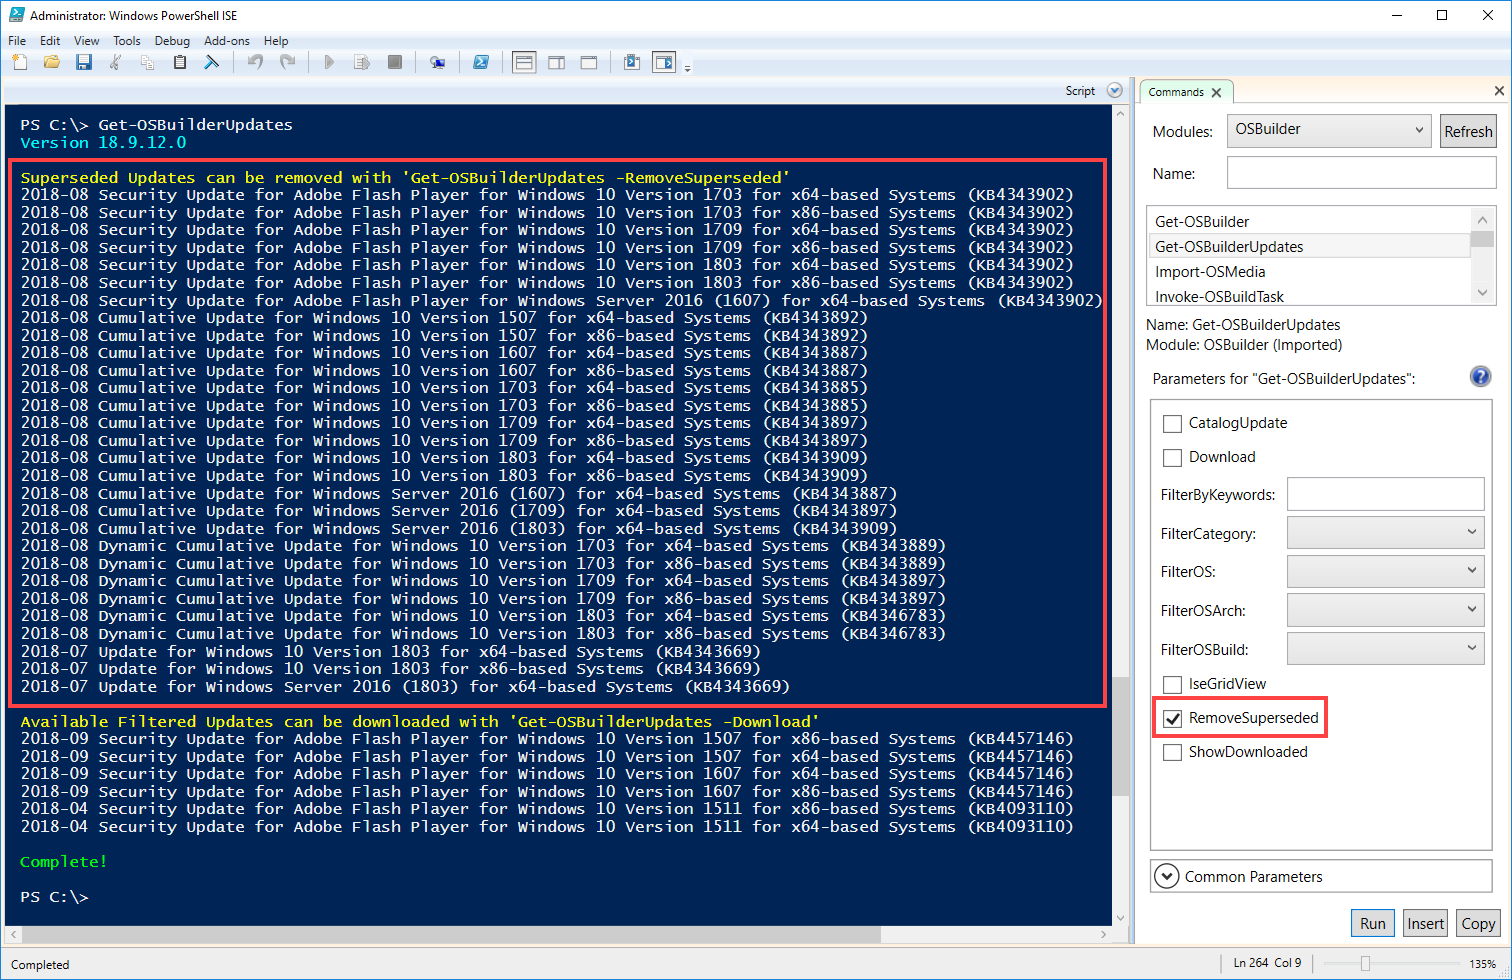 Administrator: Windows PowerShell ISE
File Edit View Tools Debug Add-ons Help
Script
PS C:\> Get-OSBuilderUpdates
Version 18.9.12.0
Superseded Updates can be removed with 'Get-OSBuilderUpdates -RemoveSuperseded'
2018-08 Security Update for Adobe Flash Player for Windows 10 Version 1703 for x64-based Systems (KB4343902)
2018-08 Security Update for Adobe Flash Player for Windows 10 Version 1703 for x86-based Systems (KB4343902)
2018-08 Security Update for Adobe Flash Player for Windows 10 Version 1709 for x64-based Systems (KB4343902)
2018-08 Security Update for Adobe Flash Player for Windows 10 Version 1709 for x86-based Systems (KB4343902)
2018-08 Security Update for Adobe Flash Player for Windows 10 Version 1803 for x64-based Systems (KB4343902)
2018-08 Security Update for Adobe Flash Player for Windows 10 Version 1803 for x86-based Systems (KB4343902)
2018-08 Security Update for Adobe Flash Player for Windows Server 2016 (1607) for x64-based Systems (KB4343902)
2018-08 Cumulative Update for Windows 10 Version 1507 for x64-based Systems (KB4343892)
2018-08 Cumulative Update for Windows 10 Version 1507 for x86-based Systems (KB4343892)
2018-08 Cumulative Update for Windows 10 Version 1607 for x64-based Systems (KB4343887)
2018-08 Cumulative Update for Windows 10 Version 1607 for x86-based Systems (KB4343887)
2018-08 Cumulative Update for Windows 10 Version 1703 for x64-based Systems (KB4343885)
2018-08 Cumulative Update for Windows 10 Version 1703 for x86-based Systems (KB4343885)
2018-08 Cumulative Update for Windows 10 Version 1709 for x64-based Systems (KB4343897)
2018-08 Cumulative Update for Windows 10 Version 1709 for x86-based Systems (KB4343897)
2018-08 Cumulative Update for Windows 10 Version 1803 for x64-based Systems (KB4343909)
2018-08 Cumulative Update for Windows 10 Version 1803 for x86-based Systems (KB4343909)
2018-08 Cumulative Update for Windows Server 2016 (1607) for x64-based Systems (KB4343887)
2018-08 Cumulative Update for Windows Server 2016 (1709) for x64-based Systems (KB4343897)
2018-08 Cumulative Update for Windows Server 2016 (1803) for x64-based Systems (KB4343909)
2018-08 Dynamic Cumulative Update for Windows 10 Version 1703 for x64-based Systems (KB4343889)
2018-08 Dynamic Cumulative Update for Windows 10 Version 1703 for x86-based Systems (KB4343889)
2018-08 Dynamic Cumulative Update for Windows 10 Version 1709 for x64-based Systems (KB4343897)
2018-08 Dynamic Cumulative Update for Windows 10 Version 1709 for x86-based Systems (KB4343897)
2018-08 Dynamic Cumulative Update for Windows 10 Version 1803 for x64-based Systems (KB4346783)
2018-08 Dynamic Cumulative Update for Windows 10 Version 1803 for x86-based Systems (KB4346783)
2018-07 Update for Windows 10 Version 1803 for x64-based Systems (KB4343669)
2018-07 Update for Windows 10 Version 1803 for x86-based Systems (KB4343669)
2018-07 Update for Windows Server 2016 (1803) for x64-based Systems (KB4343669)
Available Filtered Updates can be downloaded with 'Get-OSBuilderUpdates -Download'
2018-09 Security Update for Adobe Flash Player for Windows 10 Version 1507 for x86-based Systems (KB4457146)
2018-09 Security Update for Adobe Flash Player for Windows 10 Version 1507 for x64-based Systems (KB4457146)
2018-09 Security Update for Adobe Flash Player for Windows 10 Version 1607 for x64-based Systems (KB4457146)
2018-09 Security Update for Adobe Flash Player for Windows 10 Version 1607 for x86-based Systems (KB4457146)
2018-04 Security Update for Adobe Flash Player for Windows 10 Version 1511 for x86-based Systems (KB4093110)
2018-04 Security Update for Adobe Flash Player for Windows 10 Version 1511 for x64-based Systems (KB4093110)
Complete!
PS C:\>
Commands
Modules: OSBuilder Refresh
Name:
Get-OSBuilder
Get-OSBuilderUpdates
Import-OSMedia
Invoke-OSBuildTask
Name: Get-OSBuilderUpdates
Module: OSBuilder (Imported)
Parameters for "Get-OSBuilderUpdates":
CatalogUpdate
Download
FilterByKeywords:
FilterCategory:
FilterOS:
FilterOSArch:
FilterOSBuild:
IseGridView
RemoveSuperseded
ShowDownloaded
Common Parameters
Run Insert Copy
Completed
Ln 264 Col 9
135%